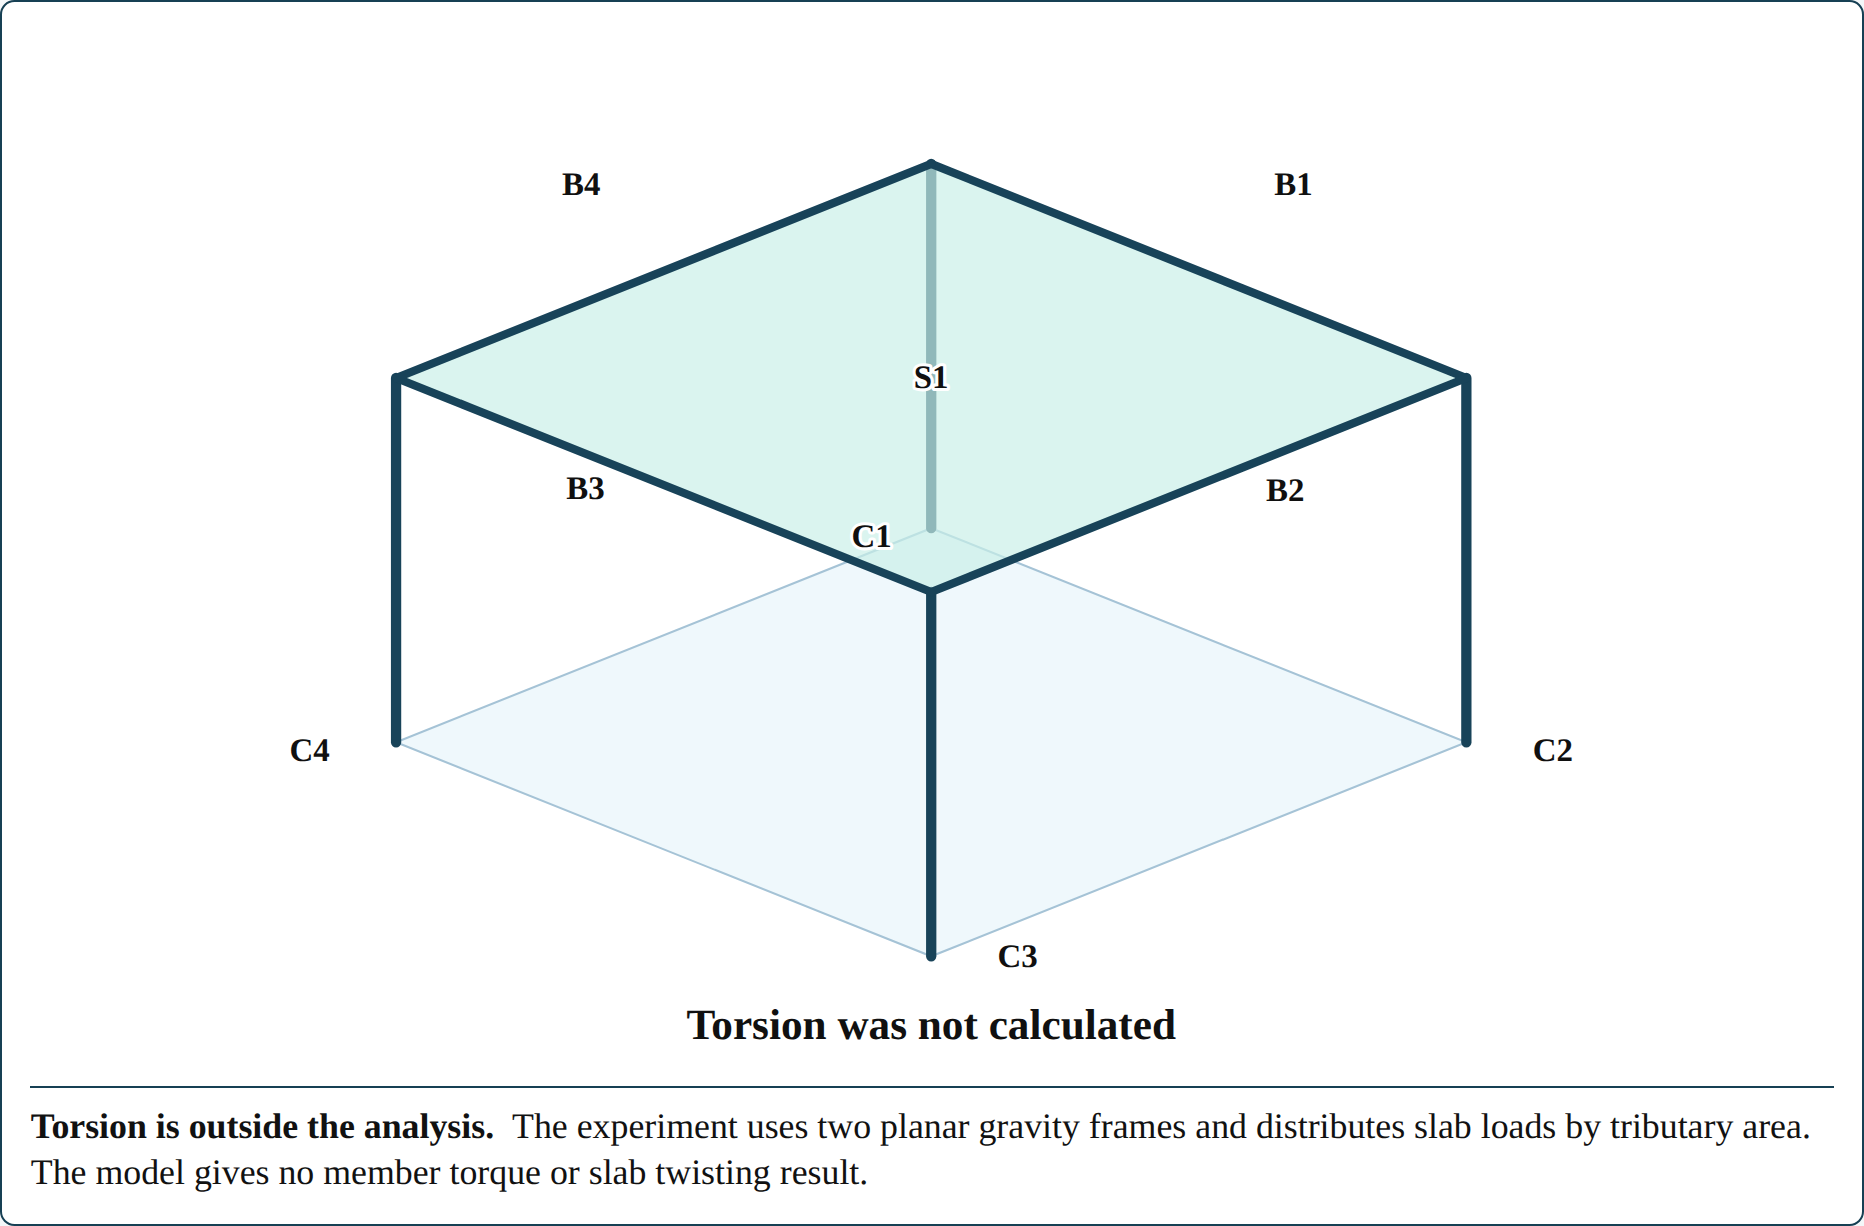 B4
B1
S1
B3
B2
C1
C4
C2
C3
Torsion was not calculated
Torsion is outside the analysis. The experiment uses two planar gravity frames and distributes slab loads by tributary area.
The model gives no member torque or slab twisting result.